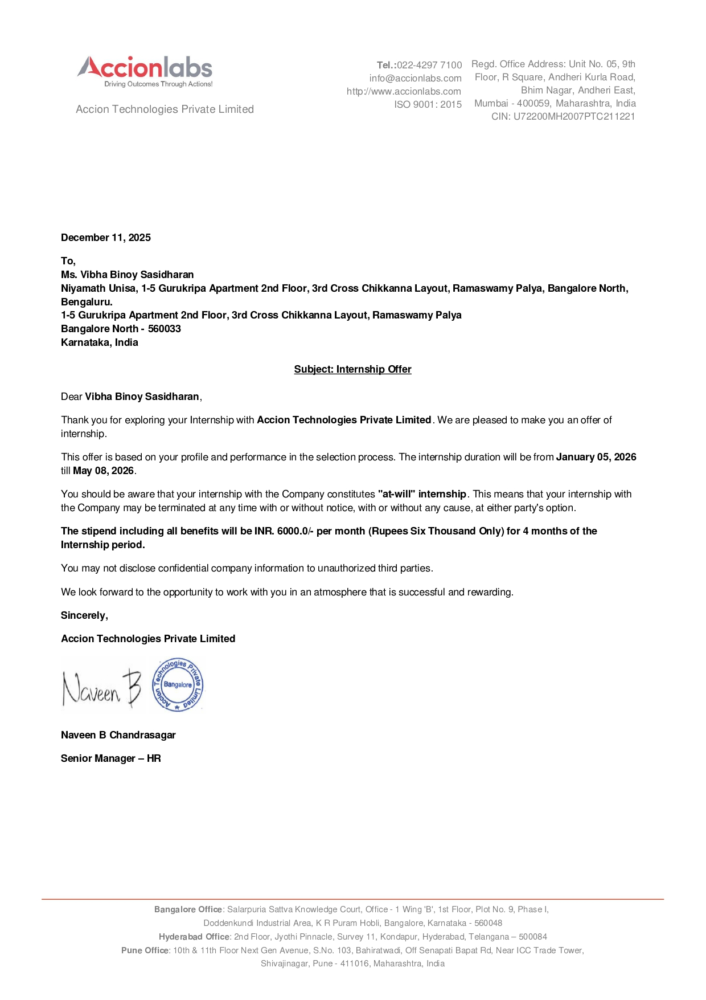 Accionlabs
Driving Outcomes Through Actions!
Accion Technologies Private Limited
Tel.:022-4297 7100
info@accionlabs.com
http://www.accionlabs.com
ISO 9001: 2015
Regd. Office Address: Unit No. 05, 9th
Floor, R Square, Andheri Kurla Road,
Bhim Nagar, Andheri East,
Mumbai - 400059, Maharashtra, India
CIN: U72200MH2007PTC211221
December 11, 2025
To,
Ms. Vibha Binoy Sasidharan
Niyamath Unisa, 1-5 Gurukripa Apartment 2nd Floor, 3rd Cross Chikkanna Layout, Ramaswamy Palya, Bangalore North,
Bengaluru.
1-5 Gurukripa Apartment 2nd Floor, 3rd Cross Chikkanna Layout, Ramaswamy Palya
Bangalore North - 560033
Karnataka, India
Subject: Internship Offer
Dear Vibha Binoy Sasidharan,
Thank you for exploring your Internship with Accion Technologies Private Limited. We are pleased to make you an offer of
internship.
This offer is based on your profile and performance in the selection process. The internship duration will be from January 05, 2026
till May 08, 2026.
You should be aware that your internship with the Company constitutes "at-will" internship. This means that your internship with
the Company may be terminated at any time with or without notice, with or without any cause, at either party's option.
The stipend including all benefits will be INR. 6000.0/- per month (Rupees Six Thousand Only) for 4 months of the
Internship period.
You may not disclose confidential company information to unauthorized third parties.
We look forward to the opportunity to work with you in an atmosphere that is successful and rewarding.
Sincerely,
Accion Technologies Private Limited
Naveen B
Accion Technologies Private Limited
Bangalore
Naveen B Chandrasagar
Senior Manager – HR
Bangalore Office: Salarpuria Sattva Knowledge Court, Office - 1 Wing 'B', 1st Floor, Plot No. 9, Phase I,
Doddenkundi Industrial Area, K R Puram Hobli, Bangalore, Karnataka - 560048
Hyderabad Office: 2nd Floor, Jyothi Pinnacle, Survey 11, Kondapur, Hyderabad, Telangana – 500084
Pune Office: 10th & 11th Floor Next Gen Avenue, S.No. 103, Bahiratwadi, Off Senapati Bapat Rd, Near ICC Trade Tower,
Shivajinagar, Pune - 411016, Maharashtra, India